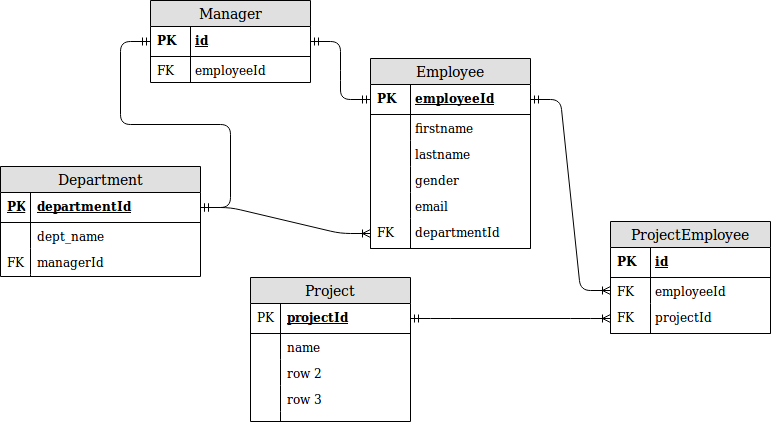 Manager
PK id
FK employeeId
Employee
PK employeeId
firstname
lastname
gender
email
FK departmentId
Department
PK departmentId
dept_name
FK managerId
ProjectEmployee
PK id
FK employeeId
FK projectId
Project
PK projectId
name
row 2
row 3